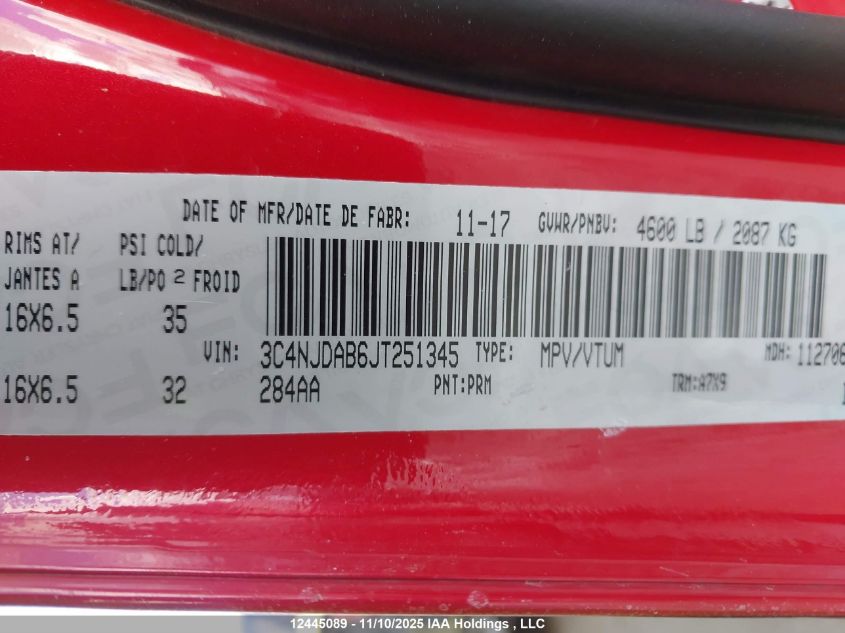 DATE OF MFR/DATE DE FABR: 11-17 GVWR/PNBV: 4600 LB / 2087 KG
RIMS AT/ PSI COLD/
JANTES A LB/PO 2 FROID
16X6.5 35
VIN: 3C4NJDAB6JT251345 TYPE: MPV/VTUM MDH: 112706
16X6.5 32 284AA PNT:PRM TRM:A7X9
12445089 - 11/10/2025 IAA Holdings , LLC